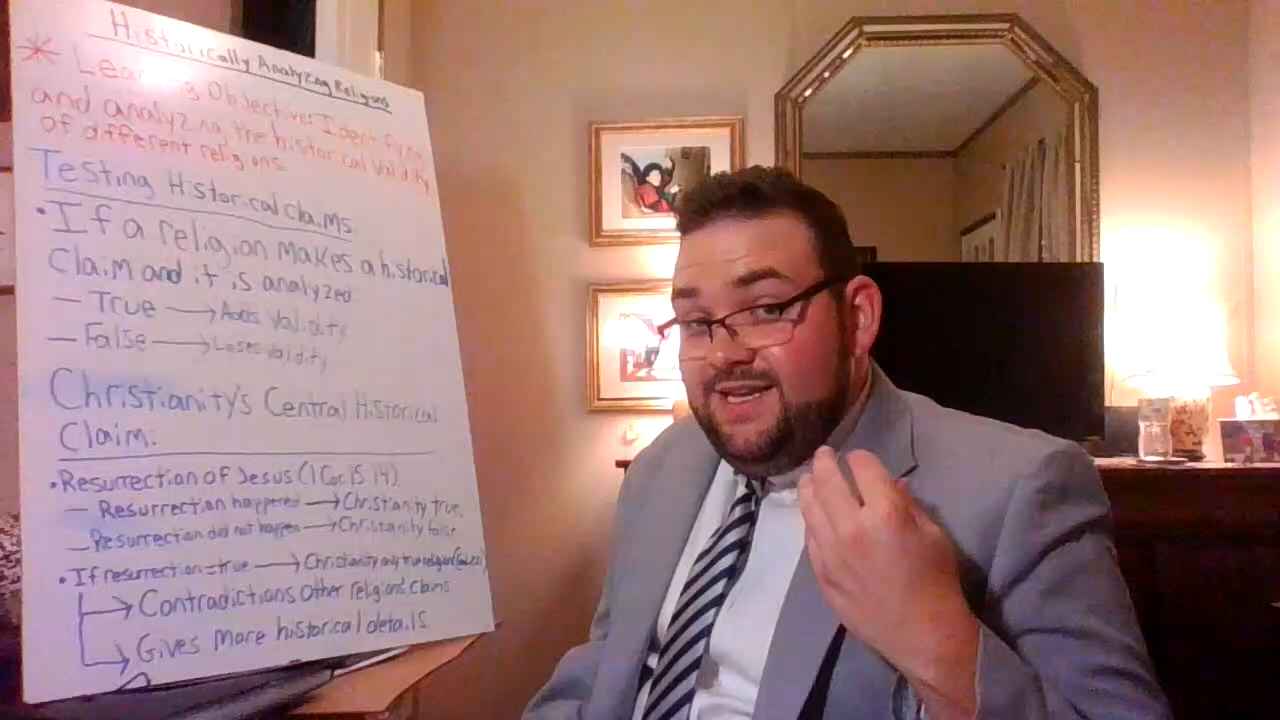 Historically Analyzing Religions
* Learning Objective: Identifying
and analyzing the historical validity
of different religions.
Testing Historical claims
• If a religion makes a historical
Claim and it is analyzed
— True → Adds Validity
— False → Loses validity
Christianity's Central Historical
Claim:
• Resurrection of Jesus (1 Cor 15:14)
— Resurrection happened → Christianity true
— Resurrection did not happen → Christianity false
• If resurrection = true → Christianity only true religion
→ Contradictions other religions claims
→ Gives more historical details